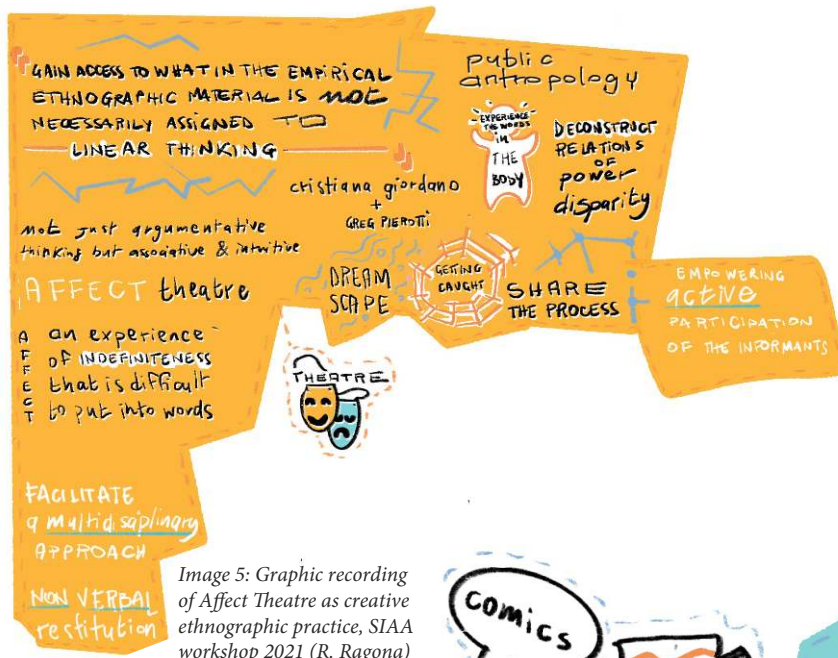 GAIN ACCESS TO WHAT IN THE EMPIRICAL
ETHNOGRAPHIC MATERIAL IS NOT
NECESSARILY ASSIGNED TO
LINEAR THINKING
cristiana giordano
+
GREG PIEROTTI
not just argumentative
thinking but associative & intuitive
AFFECT theatre
AFFECT
an experience
OF INDEFINITENESS
that is difficult
to put into words
FACILITATE
a multidisaplinary
APPROACH
NON VERBAL
restitution
public
antropology
EXPERIENCE
THE WORDS
in
THE
BODY
DECONSTRUCT
RELATIONS
OF
power
disparity
DREAM
SCAPE
GETTING
CAUGHT
SHARE
THE PROCESS
EMPOWERING
active
PARTICIPATION
OF THE INFORMANTS
THEATRE
Image 5: Graphic recording
of Affect Theatre as creative
ethnographic practice, SIAA
workshop 2021 (R. Ragona)
comics